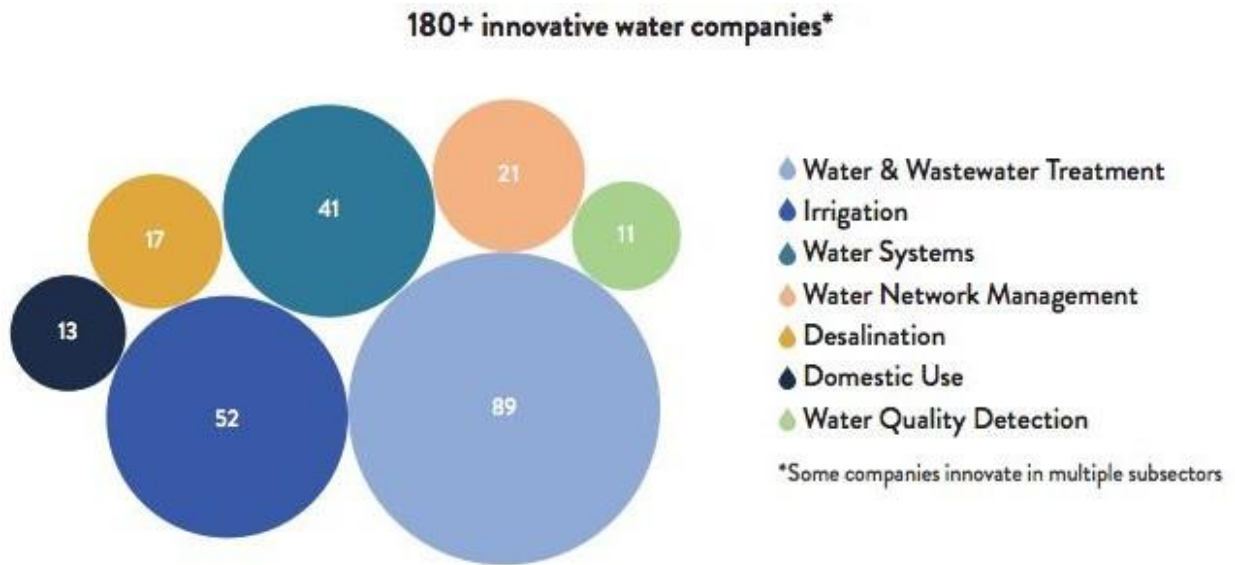 180+ innovative water companies*
21
41
11
17
13
89
52
Water & Wastewater Treatment
Irrigation
Water Systems
Water Network Management
Desalination
Domestic Use
Water Quality Detection
*Some companies innovate in multiple subsectors